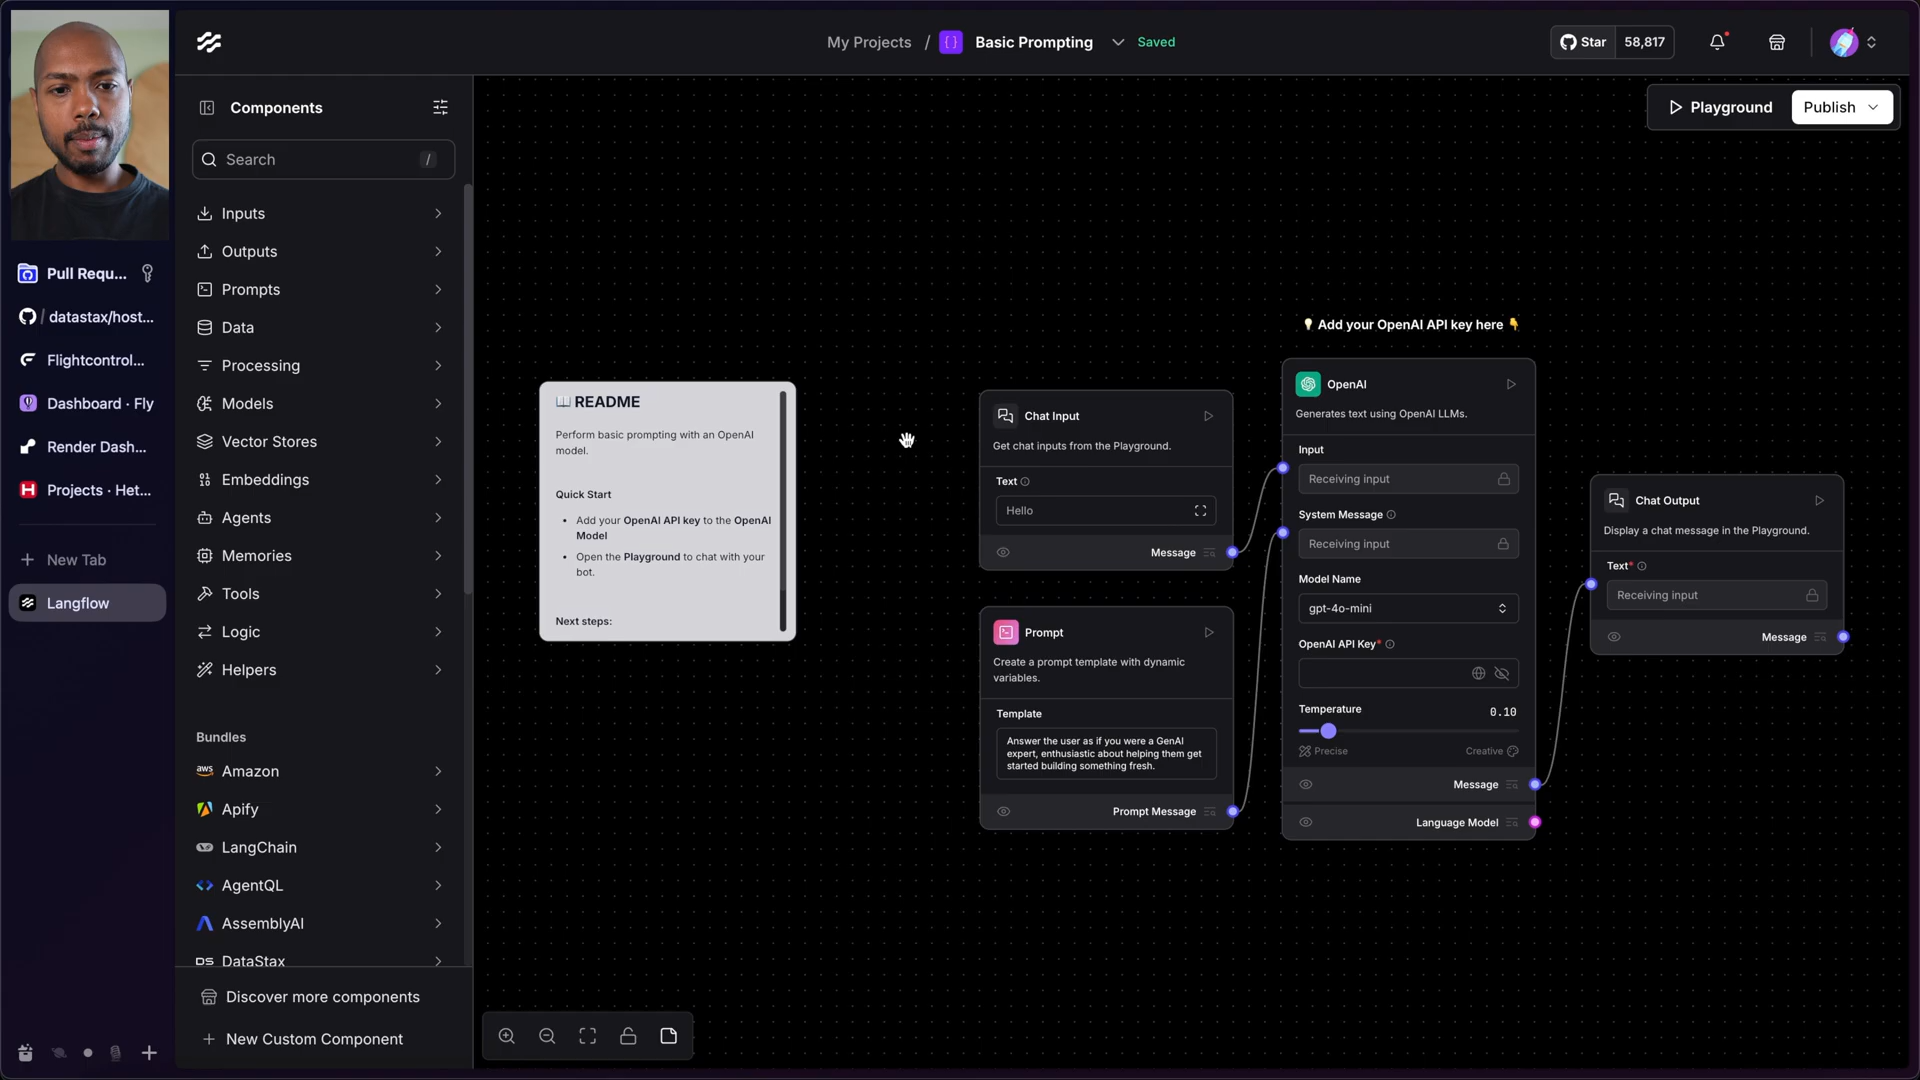 My Projects / Basic Prompting Saved
Star 58,817
Playground
Publish
Pull Requ...
/ datastax/host...
Flightcontrol...
Dashboard · Fly
Render Dash...
Projects · Het...
New Tab
Langflow
Components
Search /
Inputs
Outputs
Prompts
Data
Processing
Models
Vector Stores
Embeddings
Agents
Memories
Tools
Logic
Helpers
Bundles
aws Amazon
Apify
LangChain
AgentQL
AssemblyAI
DS DataStax
Discover more components
New Custom Component
README
Perform basic prompting with an OpenAI
model.
Quick Start
• Add your OpenAI API key to the OpenAI
Model
• Open the Playground to chat with your
bot.
Next steps:
Chat Input
Get chat inputs from the Playground.
Text
Hello
Message
Prompt
Create a prompt template with dynamic
variables.
Template
Answer the user as if you were a GenAI
expert, enthusiastic about helping them get
started building something fresh.
Prompt Message
💡 Add your OpenAI API key here 👇
OpenAI
Generates text using OpenAI LLMs.
Input
Receiving input
System Message
Receiving input
Model Name
gpt-4o-mini
OpenAI API Key*
Temperature 0.10
Precise Creative
Message
Language Model
Chat Output
Display a chat message in the Playground.
Text*
Receiving input
Message